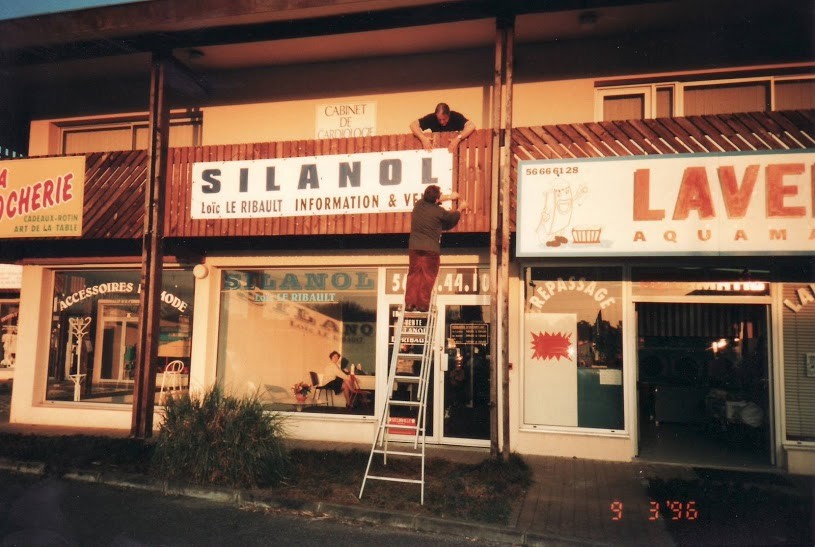 CABINET
DE
CARDIOLOGIE
A
OCHERIE
CADEAUX-ROTIN
ART DE LA TABLE
SILANOL
LOÏC LE RIBAULT INFORMATION & VE
56 66 61 28
LAVE
AQUAMA
ACCESSOIRES DE MODE
SILANOL
LOÏC LE RIBAULT
REPASSAGE
9 3 '96